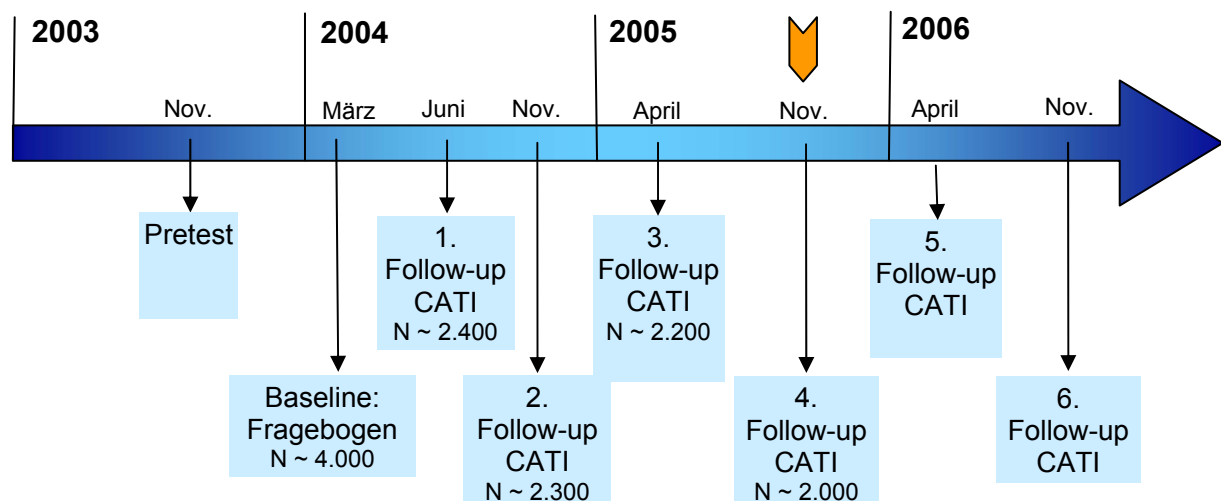 2003
2004
2005
2006
Nov.
März
Juni
Nov.
April
Nov.
April
Nov.
Pretest
Baseline:
Fragebogen
N ~ 4.000
1.
Follow-up
CATI
N ~ 2.400
2.
Follow-up
CATI
N ~ 2.300
3.
Follow-up
CATI
N ~ 2.200
4.
Follow-up
CATI
N ~ 2.000
5.
Follow-up
CATI
6.
Follow-up
CATI